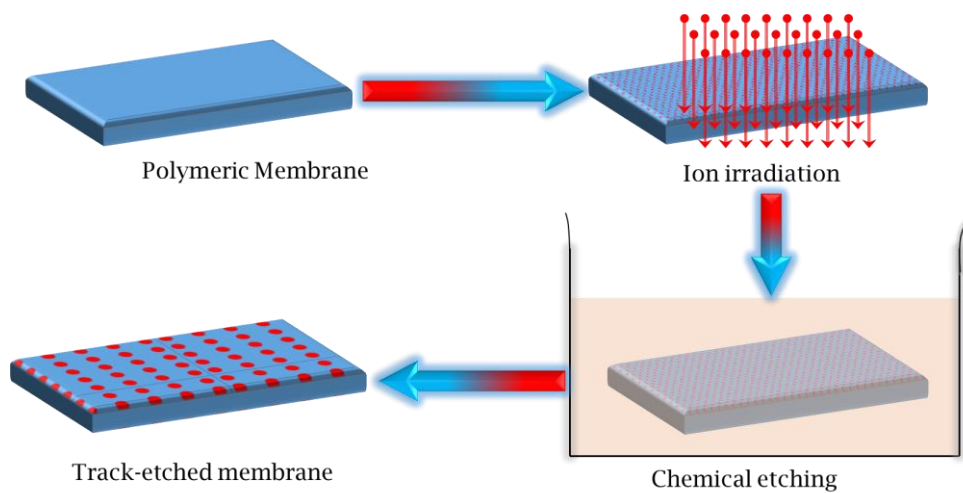 Polymeric Membrane
Ion irradiation
Track-etched membrane
Chemical etching